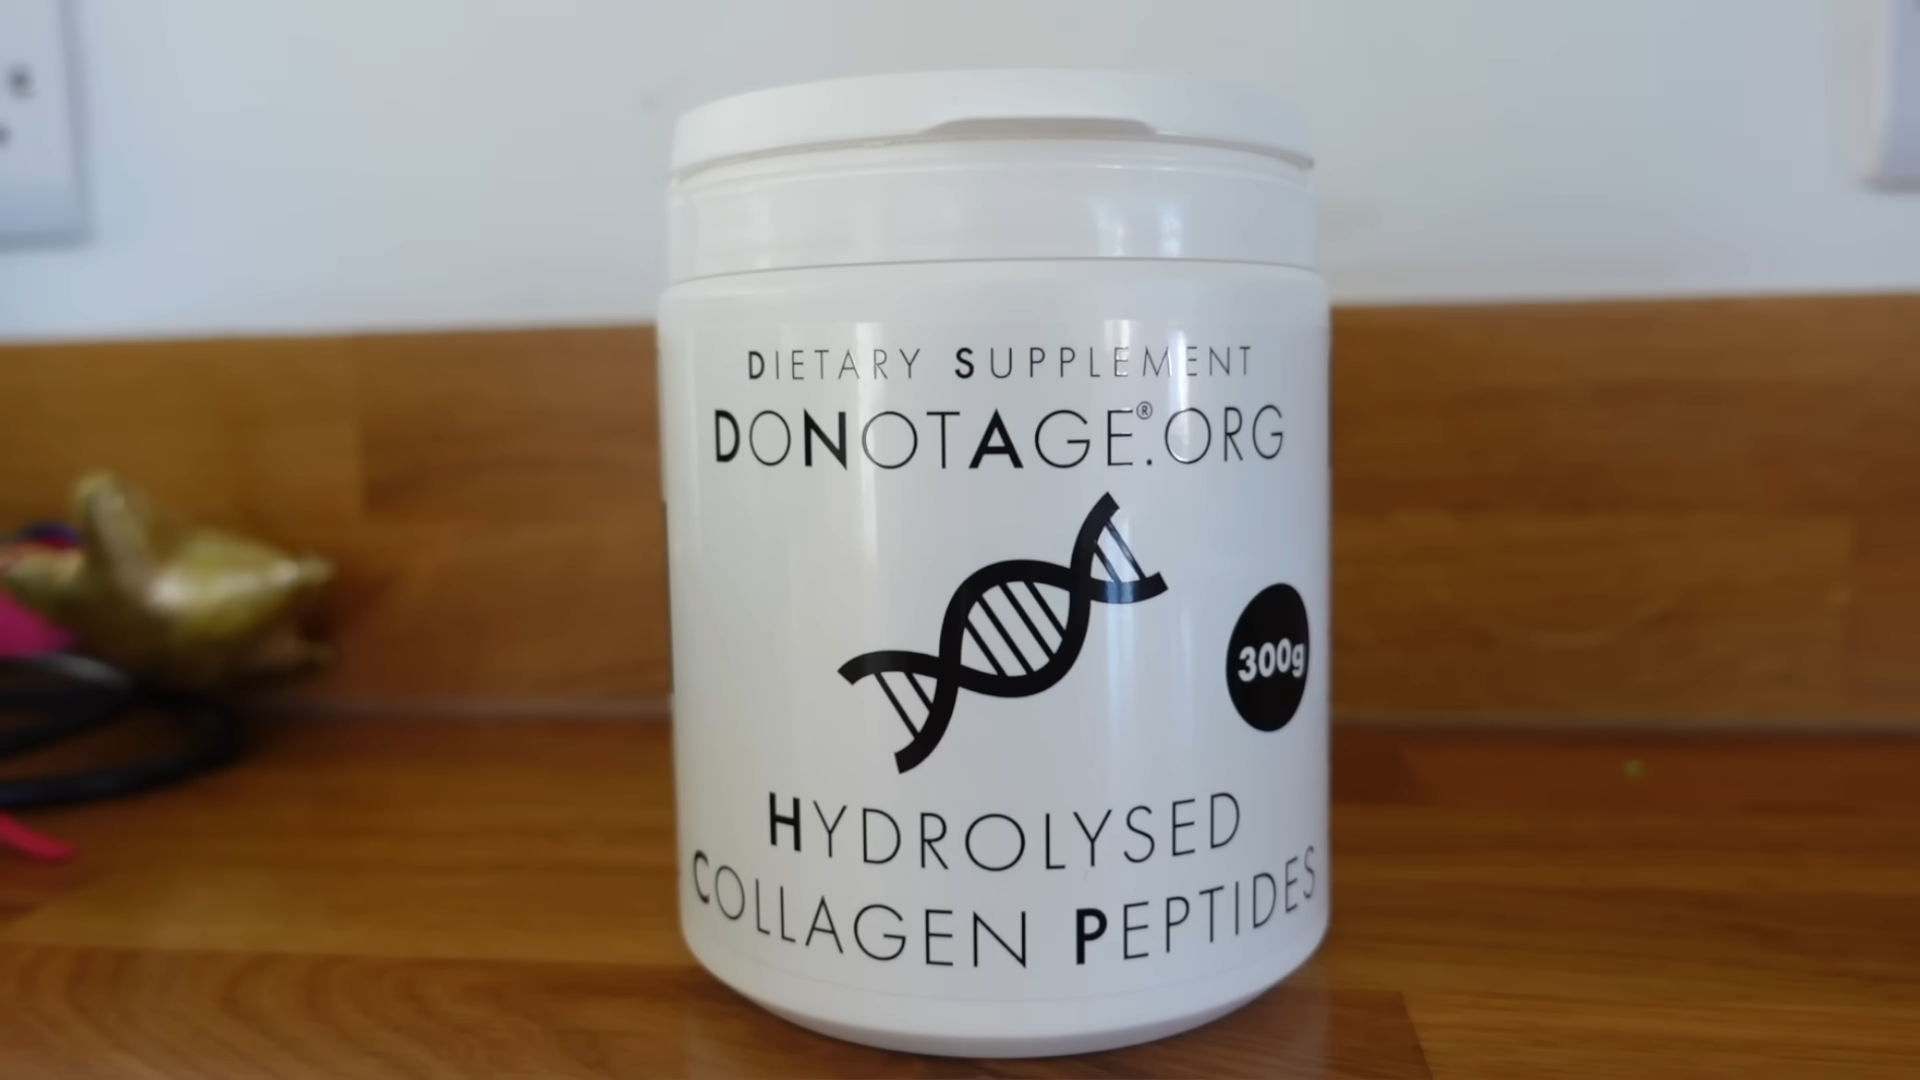 DIETARY SUPPLEMENT
DONOTAGE®.ORG
300g
HYDROLYSED
COLLAGEN PEPTIDES